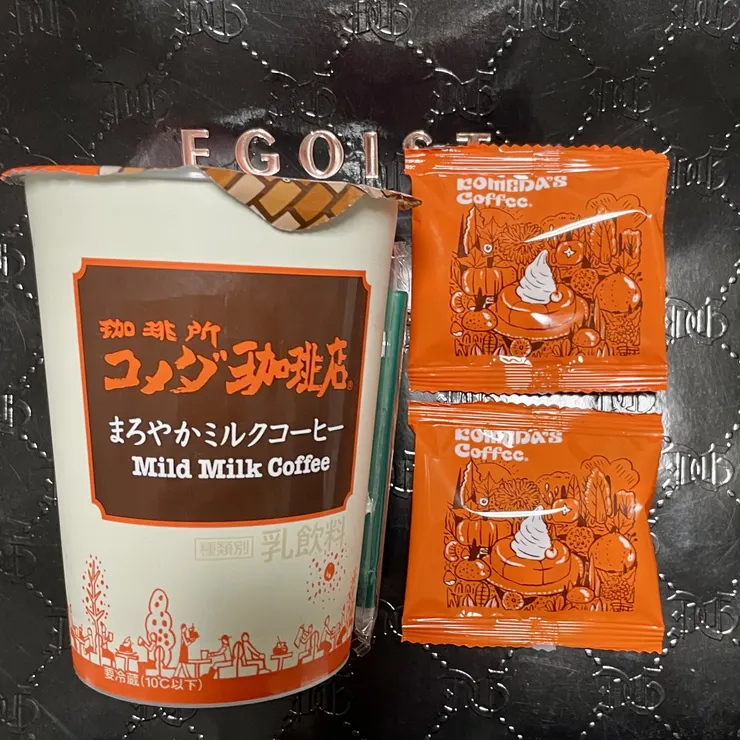 EGOIST
珈琲所
コメダ珈琲店®
まろやかミルクコーヒー
Mild Milk Coffee
種類別 乳飲料
要冷蔵(10℃以下)
KOMEDA'S
Coffee.
KOMEDA'S
Coffee.